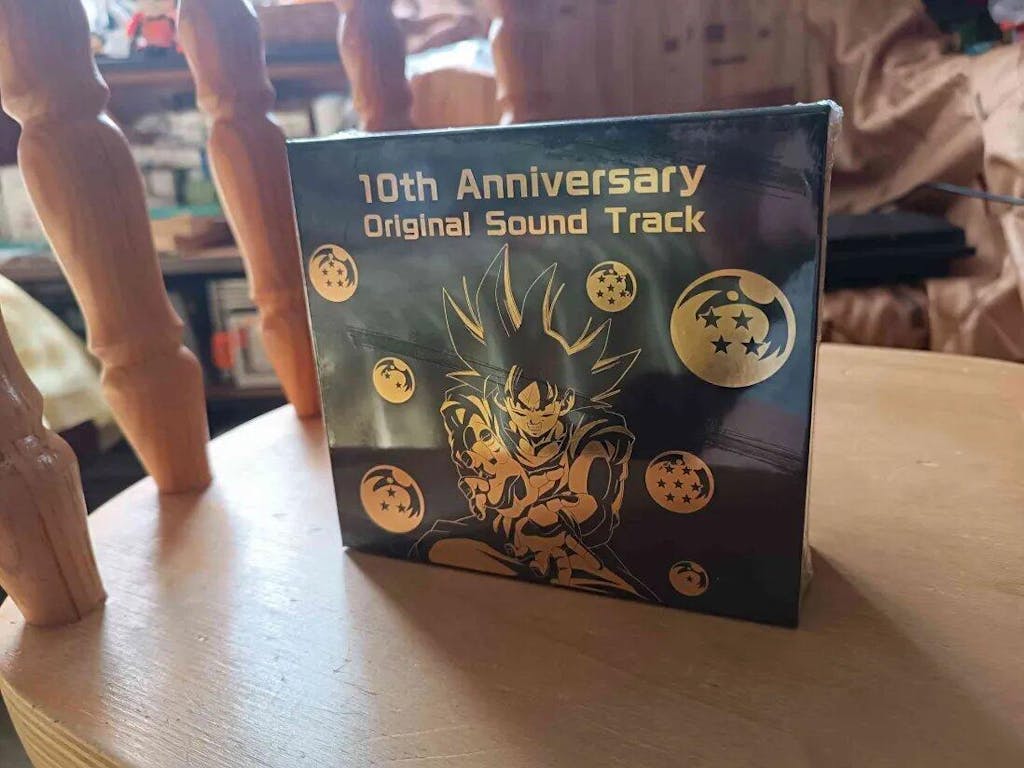 10th Anniversary
Original Sound Track